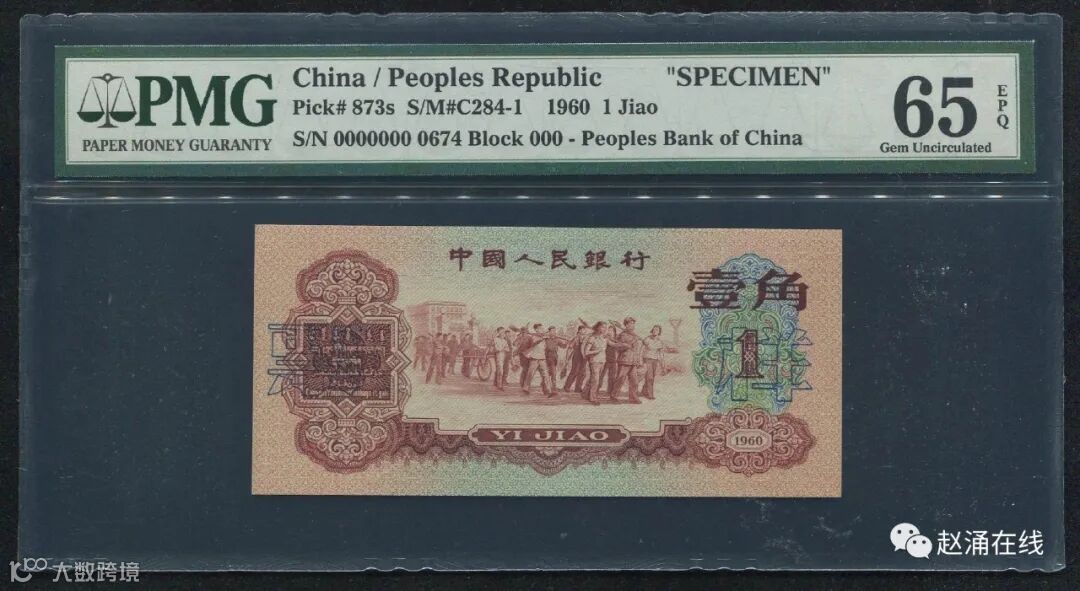 PMG
PAPER MONEY GUARANTY
China / Peoples Republic "SPECIMEN"
Pick# 873s S/M#C284-1 1960 1 Jiao
S/N 0000000 0674 Block 000 - Peoples Bank of China
65
EPQ
Gem Uncirculated
中國人民銀行
壹角
1
YI JIAO
1960
赵涌在线
大数跨境